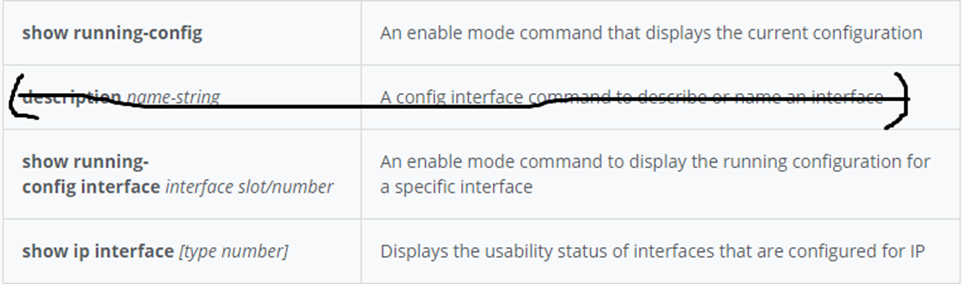 show running-config An enable mode command that displays the current configuration
description name-string A config interface command to describe or name an interface
show running-
config interface interface slot/number An enable mode command to display the running configuration for
a specific interface
show ip interface [type number] Displays the usability status of interfaces that are configured for IP